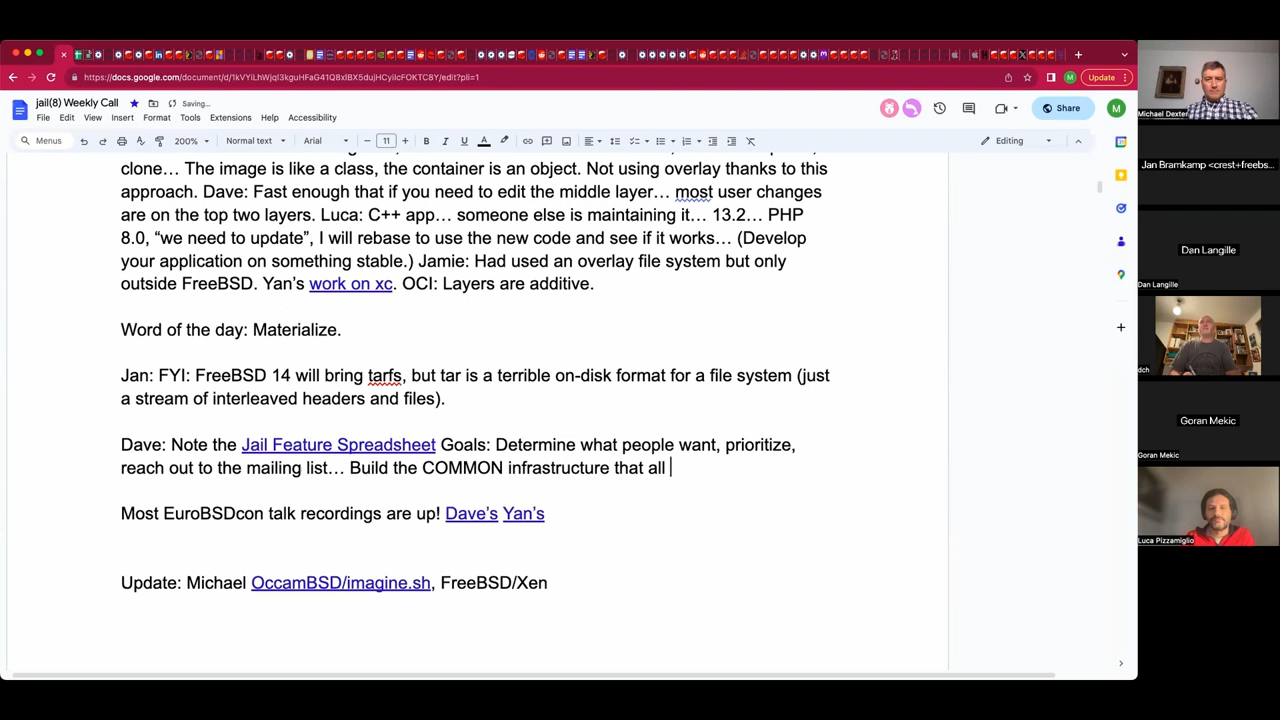 https://docs.google.com/document/d/1kVYiLhWjql3kguHFaG41Q8xIBX5dujHCyilcFOKTC8Y/edit?pli=1
M
Update
jail(8) Weekly Call
Saving...
File Edit View Insert Format Tools Extensions Help Accessibility
Share
M
Menus
200%
Normal text
Arial
11
B I U A
Editing
clone… The image is like a class, the container is an object. Not using overlay thanks to this
approach. Dave: Fast enough that if you need to edit the middle layer… most user changes
are on the top two layers. Luca: C++ app… someone else is maintaining it… 13.2… PHP
8.0, “we need to update”, I will rebase to use the new code and see if it works… (Develop
your application on something stable.) Jamie: Had used an overlay file system but only
outside FreeBSD. Yan’s work on xc. OCI: Layers are additive.
Word of the day: Materialize.
Jan: FYI: FreeBSD 14 will bring tarfs, but tar is a terrible on-disk format for a file system (just
a stream of interleaved headers and files).
Dave: Note the Jail Feature Spreadsheet Goals: Determine what people want, prioritize,
reach out to the mailing list… Build the COMMON infrastructure that all
Most EuroBSDcon talk recordings are up! Dave’s Yan’s
Update: Michael OccamBSD/imagine.sh, FreeBSD/Xen
Michael Dexter
Jan Bramkamp <crest+freebs...
Dan Langille
Dan Langille
dch
Goran Mekic
Goran Mekic
Luca Pizzamiglio